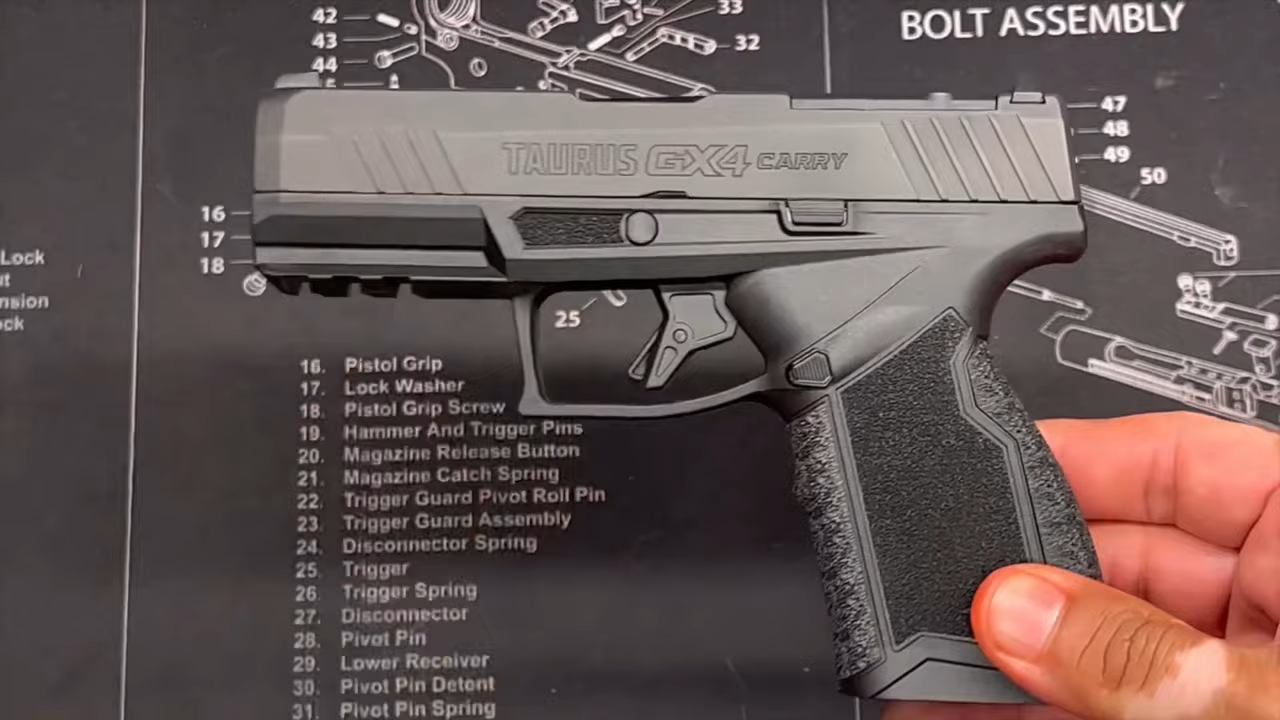 42
43
44
33
32
BOLT ASSEMBLY
TAURUS GX4 CARRY
47
48
49
50
16
17
18
Lock
ock
25
16. Pistol Grip
17. Lock Washer
18. Pistol Grip Screw
19. Hammer And Trigger Pins
20. Magazine Release Button
21. Magazine Catch Spring
22. Trigger Guard Pivot Roll Pin
23. Trigger Guard Assembly
24. Disconnector Spring
25. Trigger
26. Trigger Spring
27. Disconnector
28. Pivot Pin
29. Lower Receiver
30. Pivot Pin Detent
31. Pivot Pin Spring